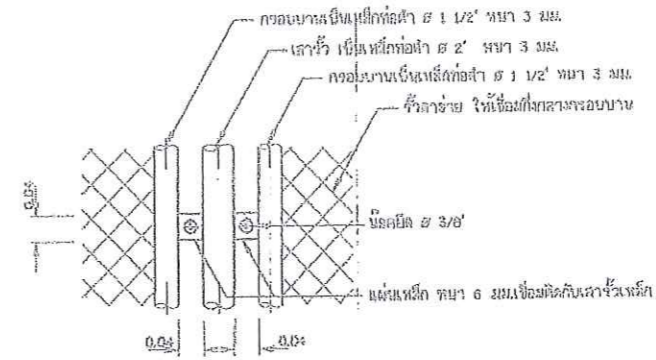 กรอบบานเป็นเหล็กท่อดำ ø 1 1/2" หนา 3 มม.
เสารั้ว เป็นเหล็กท่อดำ ø 2" หนา 3 มม.
กรอบบานเป็นเหล็กท่อดำ ø 1 1/2" หนา 3 มม.
รั้วตาข่าย ให้เชื่อมกึ่งกลางกรอบบาน
น๊อตยึด ø 3/8"
แผ่นเหล็ก หนา 6 มม.เชื่อมติดกับเสารั้วเหล็ก
0.04
0.04